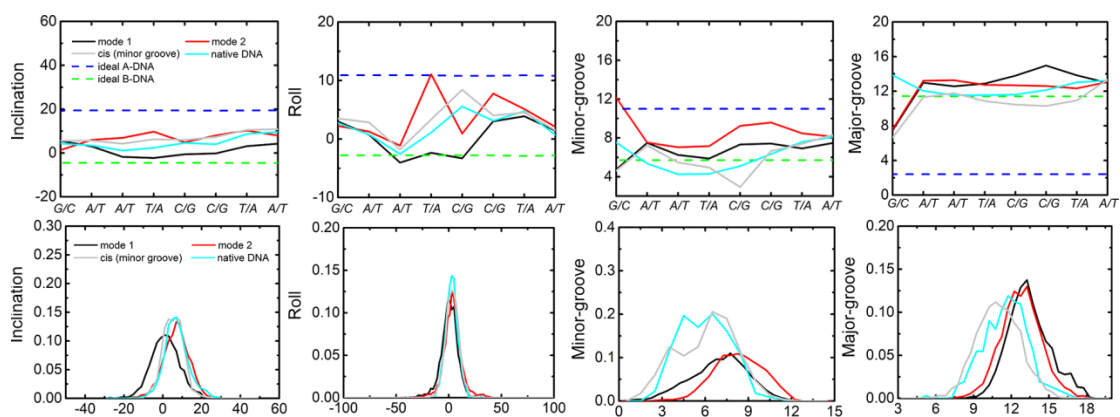 Inclination
60
40
20
0
-20
mode 1
mode 2
cis (minor groove)
native DNA
ideal A-DNA
ideal B-DNA
G/C A/T A/T T/A C/G C/G T/A A/T
Roll
20
10
0
-10
G/C A/T A/T T/A C/G C/G T/A A/T
Minor-groove
20
16
12
8
4
G/C A/T A/T T/A C/G C/G T/A A/T
Major-groove
20
16
12
8
4
0
G/C A/T A/T T/A C/G C/G T/A A/T
Inclination
0.30
0.25
0.20
0.15
0.10
0.05
0.00
mode 1
mode 2
cis (minor groove)
native DNA
-40 -20 0 20 40 60
Roll
0.20
0.15
0.10
0.05
0.00
-100 -50 0 50 100
Minor-groove
0.4
0.3
0.2
0.1
0.0
0 3 6 9 12 15
Major-groove
0.20
0.15
0.10
0.05
0.00
3 6 9 12 15 18